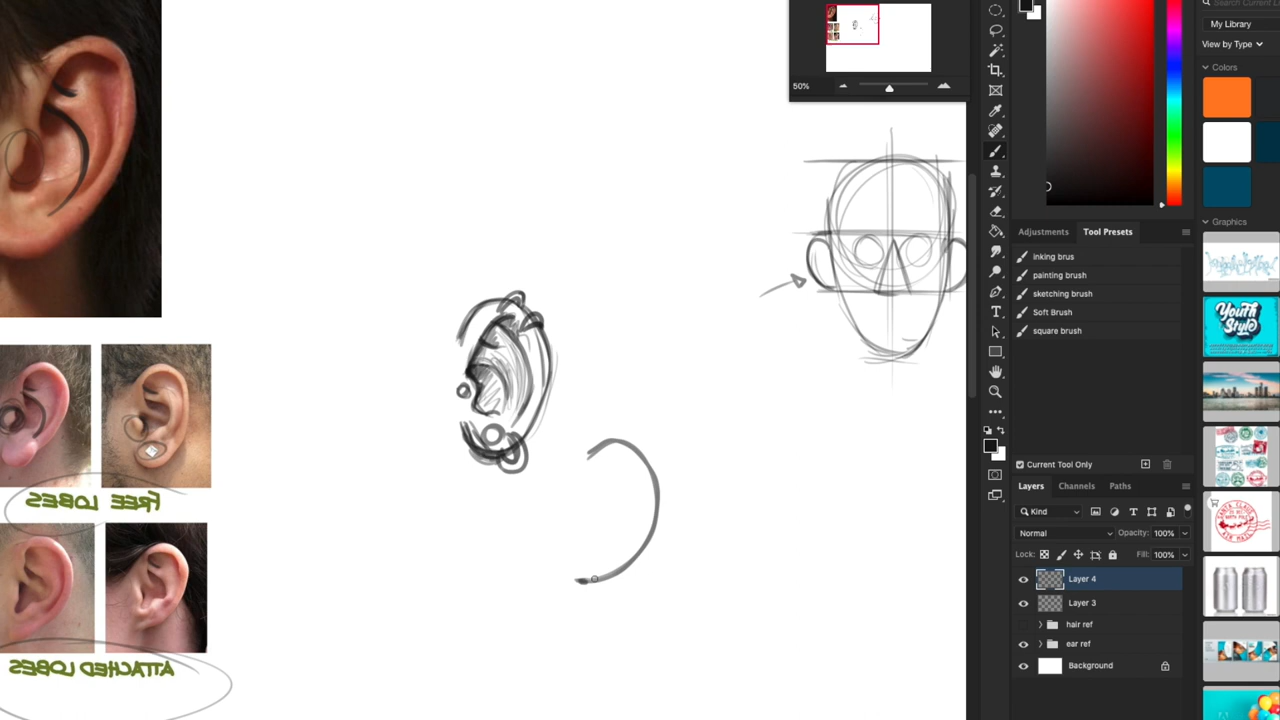 FREE LOBES
ATTACHED LOBES
50%
Search Current L
My Library
View by Type
Colors
Graphics
Youth
Style
Adjustments
Tool Presets
inking brus
painting brush
sketching brush
Soft Brush
square brush
Current Tool Only
Layers
Channels
Paths
Kind
Normal
Opacity: 100%
Lock:
Fill: 100%
Layer 4
Layer 3
hair ref
ear ref
Background